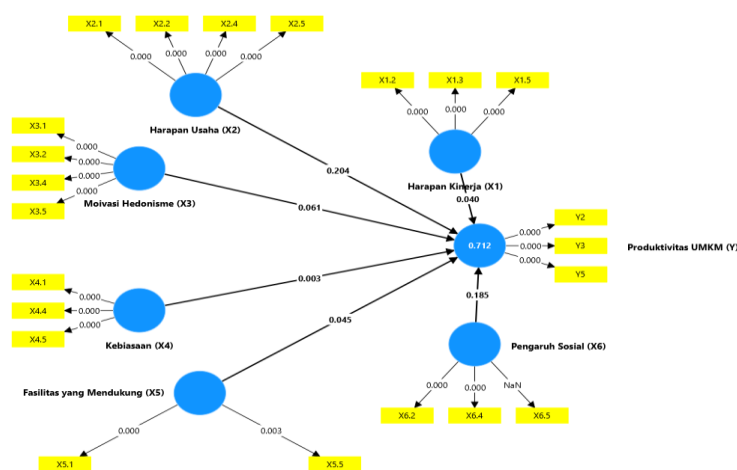 X2.1 X2.2 X2.4 X2.5
0.000 0.000 0.000 0.000
Harapan Usaha (X2)
X1.2 X1.3 X1.5
0.000 0.000 0.000
Harapan Kinerja (X1)
X3.1
X3.2
X3.4
X3.5
0.000
0.000
0.000
0.000
Moivasi Hedonisme (X3)
0.204
0.061
0.040
0.712
Y2
Y3
Y5
0.000
0.000
0.000
Produktivitas UMKM (Y)
X4.1
X4.4
X4.5
0.000
0.000
0.000
Kebiasaan (X4)
0.003
0.045
0.185
Pengaruh Sosial (X6)
0.000 0.000 NaN
X6.2 X6.4 X6.5
Fasilitas yang Mendukung (X5)
0.000 0.003
X5.1 X5.5